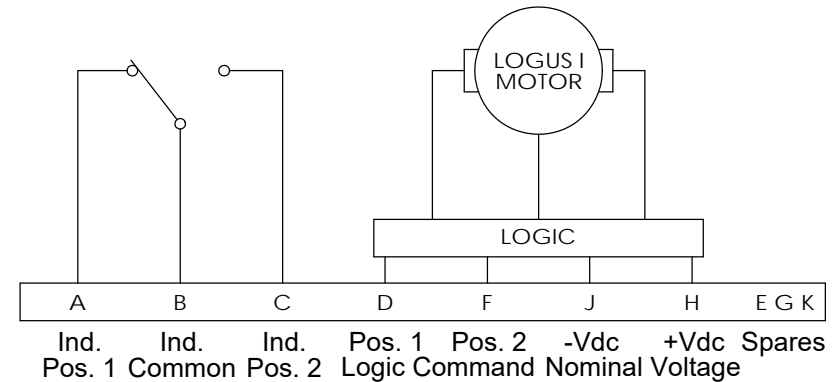 LOGUS I
MOTOR
LOGIC
A B C D F J H E G K
Ind. Ind. Ind. Pos. 1 Pos. 2 -Vdc +Vdc Spares
Pos. 1 Common Pos. 2 Logic Command Nominal Voltage